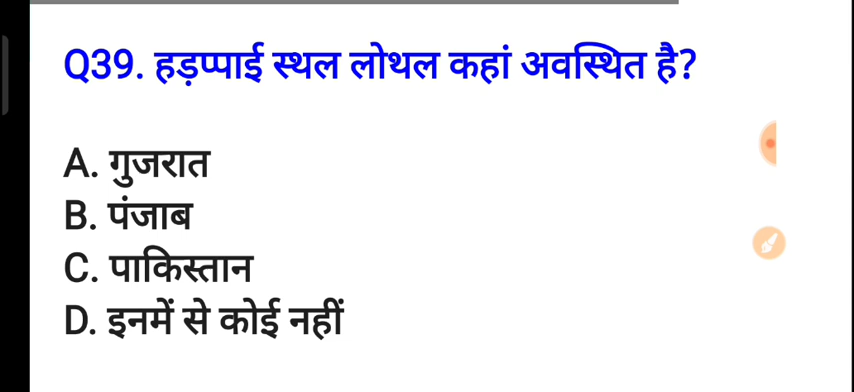 Q39. हड़प्पाई स्थल लोथल कहां अवस्थित है?
A. गुजरात
B. पंजाब
C. पाकिस्तान
D. इनमें से कोई नहीं